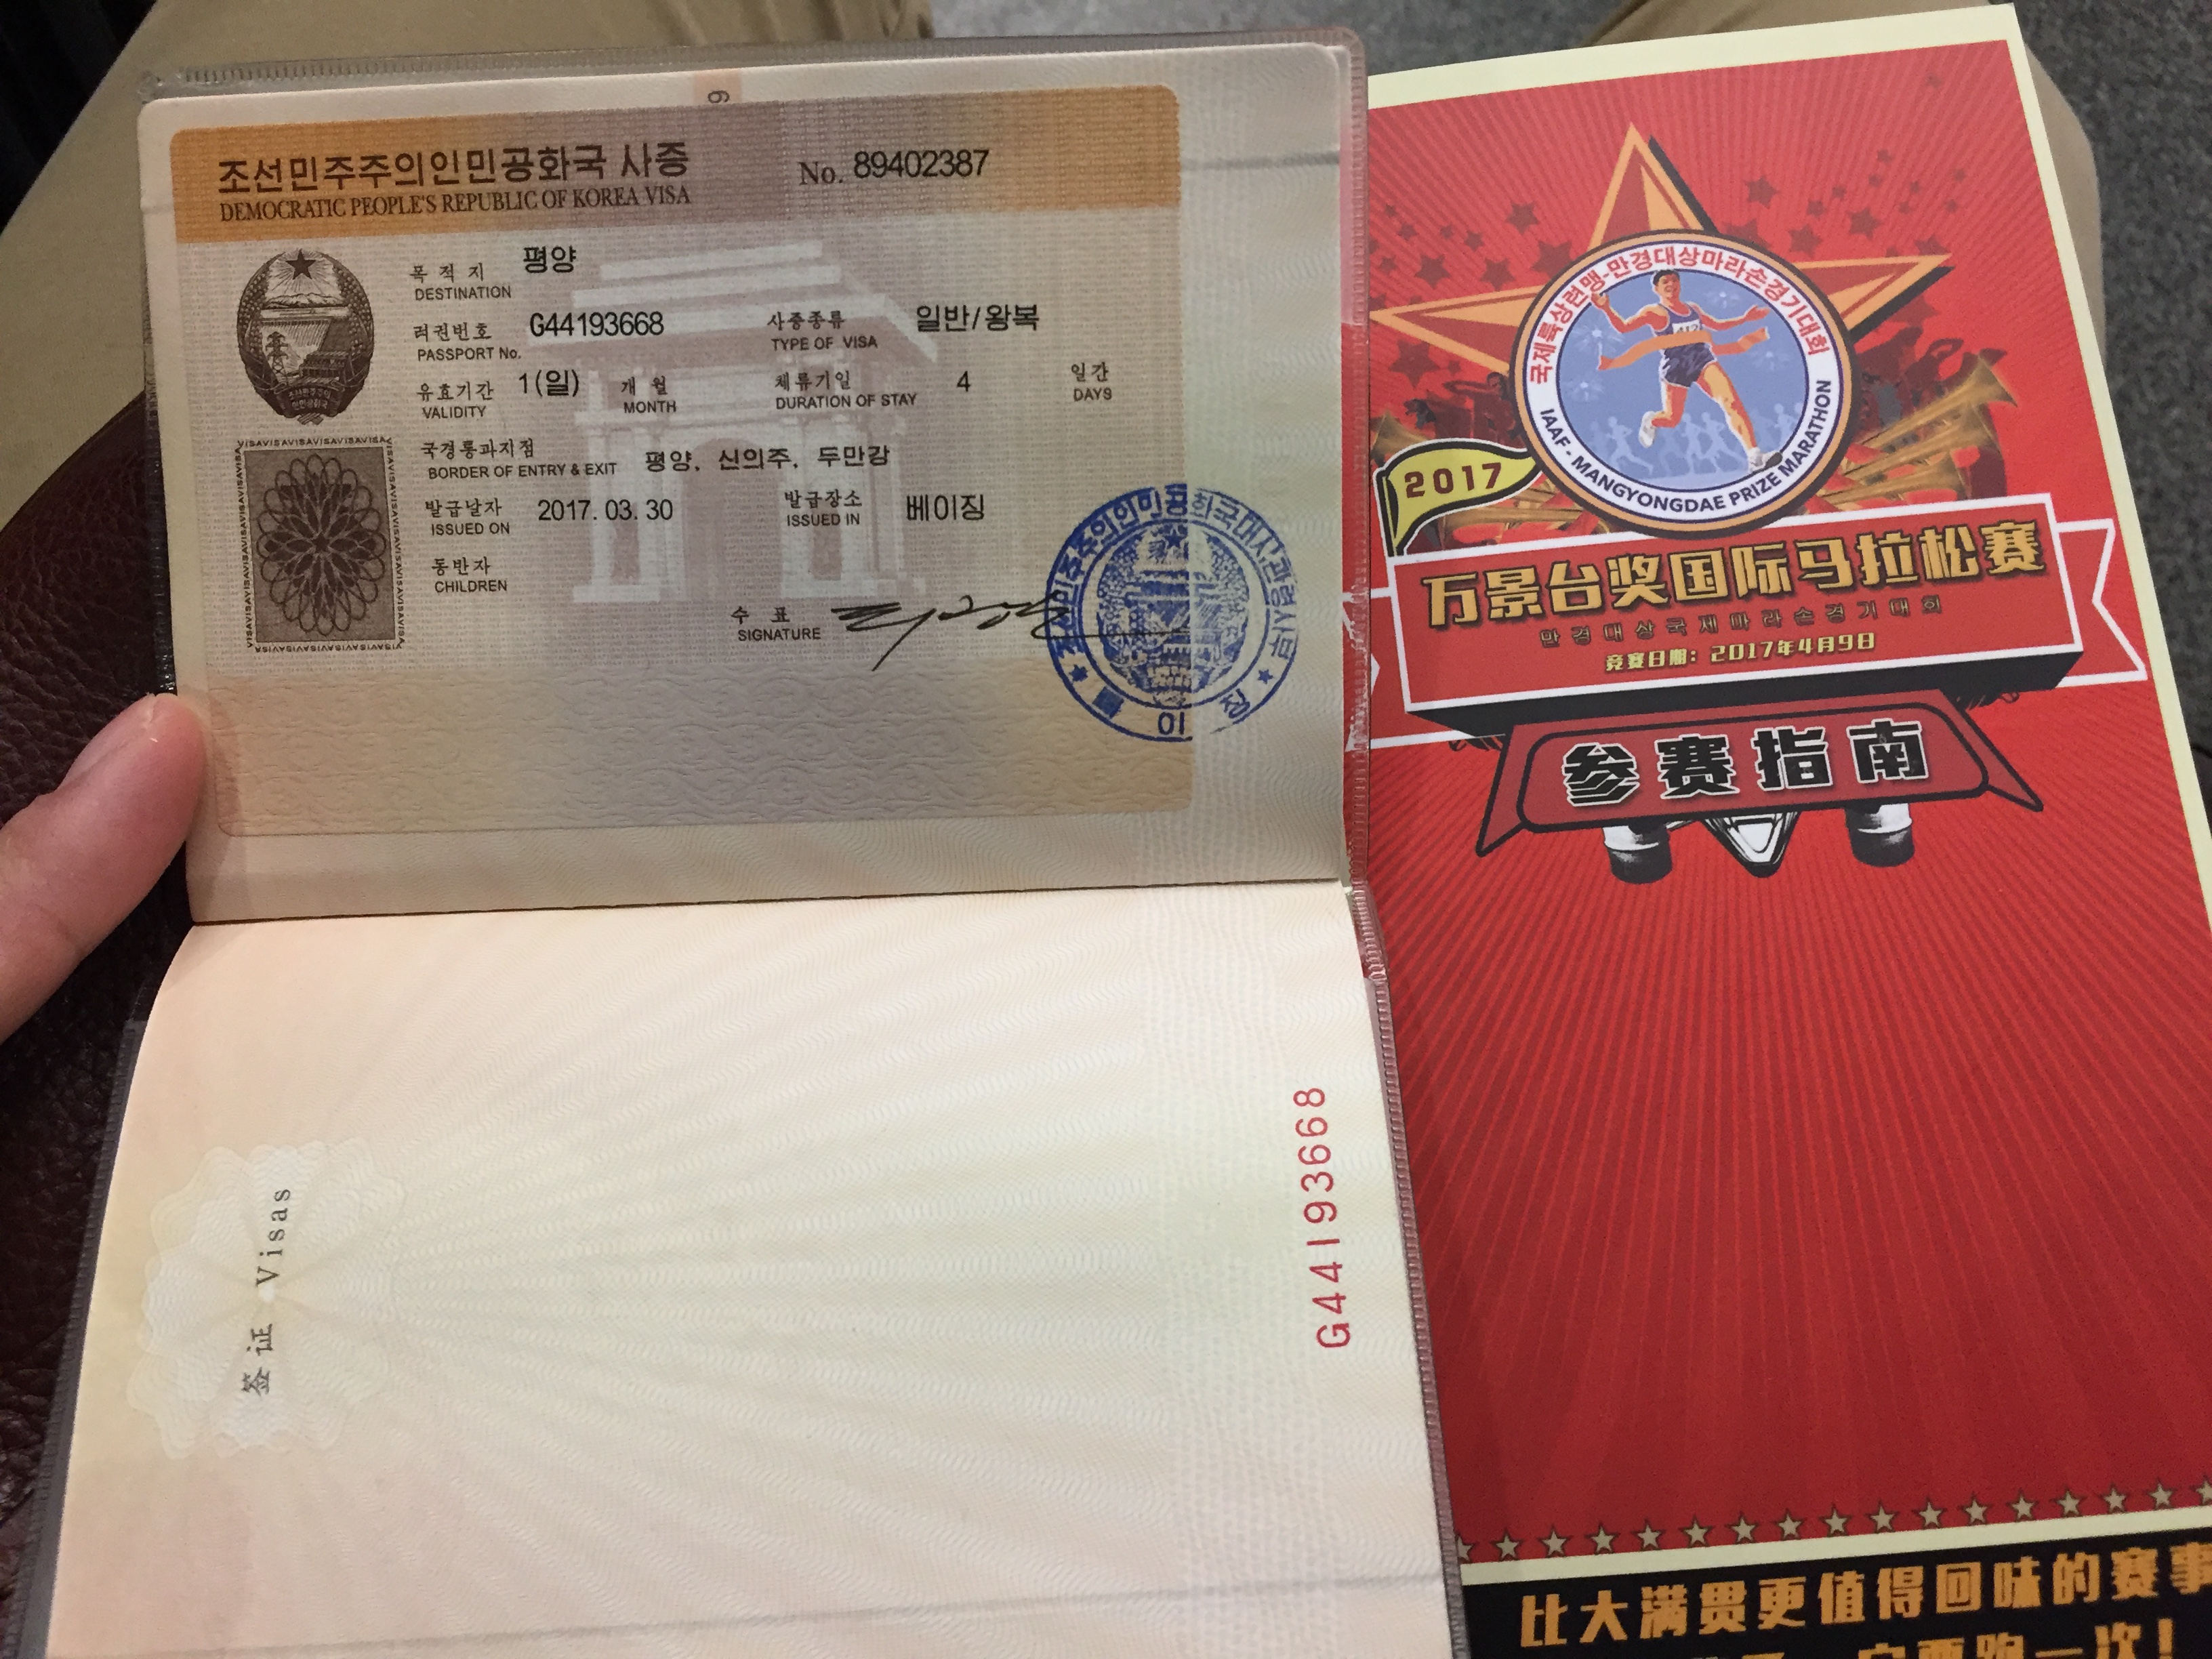 9
조선민주주의인민공화국 사증
DEMOCRATIC PEOPLE'S REPUBLIC OF KOREA VISA
No. 89402387
목 적 지 평양
DESTINATION
려권번호 G44193668 사증종류 일반/왕복
PASSPORT No. TYPE OF VISA
유효기간 1(일) 개 월 체류기일 4 일간
VALIDITY MONTH DURATION OF STAY DAYS
국경통과지점
BORDER OF ENTRY & EXIT 평양, 신의주, 두만강
발급날자 2017. 03. 30 발급장소 베이징
ISSUED ON ISSUED IN
동반자
CHILDREN
수 표
SIGNATURE
조선민주주의인민공화국대사관령사부
签证 Visas
G44193668
국제륙상련맹-만경대상마라손경기대회
IAAF - MANGYONGDAE PRIZE MARATHON
2017
万景台奖国际马拉松赛
만경대상국제마라손경기대회
竞赛日期：2017年4月9日
参赛指南
比大满贯更值得回味的赛事
一定要跑一次！